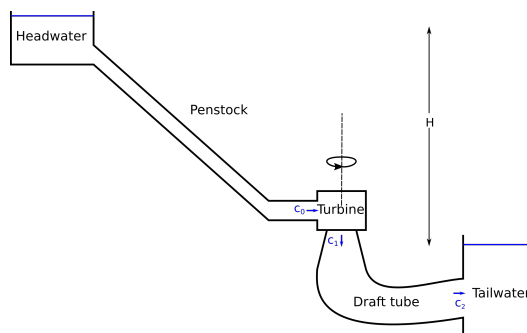 Headwater
Penstock
H
c₀
Turbine
c₁
Draft tube
c₂
Tailwater